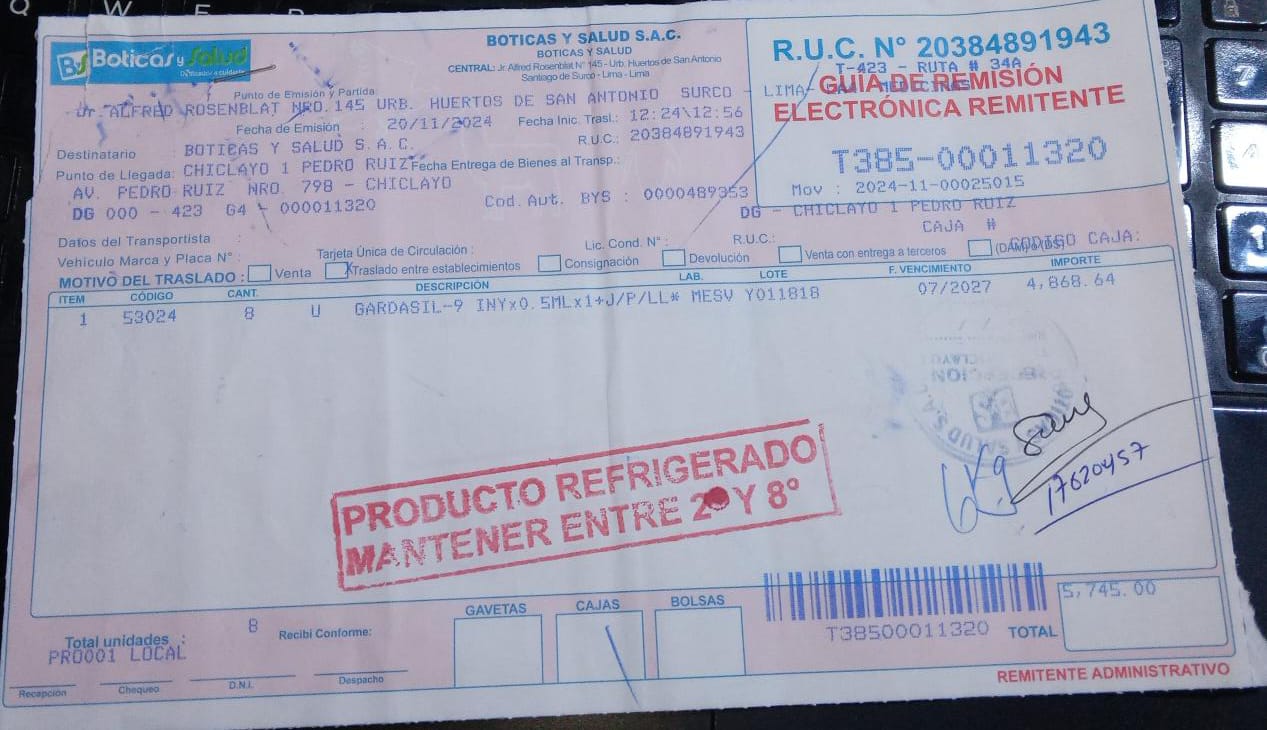 Q W E R
BS Boticas y Salud
BOTICAS Y SALUD S.A.C.
BOTICAS Y SALUD
CENTRAL: Jr. Alfred Rosenblat N° 145 - Urb. Huertos de San Antonio
Santiago de Surco - Lima - Lima
R.U.C. N° 20384891943
T-423 - RUTA # 34A
GUIA DE REMISIÓN
MEDICINAS
ELECTRÓNICA REMITENTE
T385-00011320
Mov : 2024-11-00025015
Punto de Emisión y Partida
Jr. ALFRED ROSENBLAT NRO.145 URB. HUERTOS DE SAN ANTONIO SURCO - LIMA-
Fecha de Emisión : 20/11/2024 Fecha Inic. Trasl.: 12:24\12:56
R.U.C.: 20384891943
Destinatario : BOTICAS Y SALUD S.A.C.
Punto de Llegada: CHICLAYO 1 PEDRO RUIZ Fecha Entrega de Bienes al Transp.:
AV. PEDRO RUIZ NRO. 798 - CHICLAYO
Cod. Aut. BYS : 0000489353
DG 000 - 423 G4 - 000011320
DG - CHICLAYO 1 PEDRO RUIZ
CAJA #
CODIGO CAJA:
Datos del Transportista :
Vehículo Marca y Placa N° :
Tarjeta Única de Circulación :
Lic. Cond. N° :
R.U.C.:
MOTIVO DEL TRASLADO : Venta X Traslado entre establecimientos Consignación Devolución Venta con entrega a terceros
ITEM CÓDIGO CANT. DESCRIPCIÓN LAB. LOTE F. VENCIMIENTO IMPORTE
1 53024 8 U GARDASIL-9 INYx0.5MLx1+J/P/LL* MESV Y011818 07/2027 4,868.64
PRODUCTO REFRIGERADO
MANTENER ENTRE 2° Y 8°
17620457
Total unidades : 8
PRO001 LOCAL
Recibí Conforme:
GAVETAS CAJAS BOLSAS
T38500011320
TOTAL 5,745.00
Recepción Chequeo D.N.I. Despacho
REMITENTE ADMINISTRATIVO